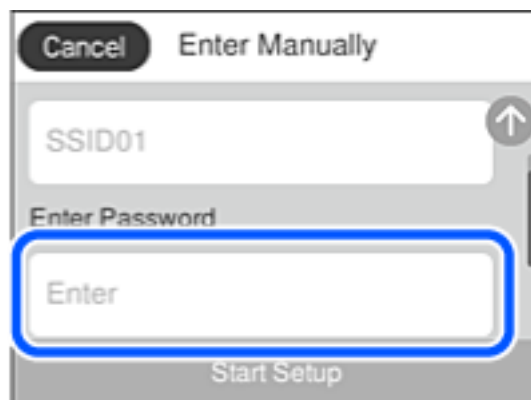 Cancel Enter Manually
SSID01
Enter Password
Enter
Start Setup